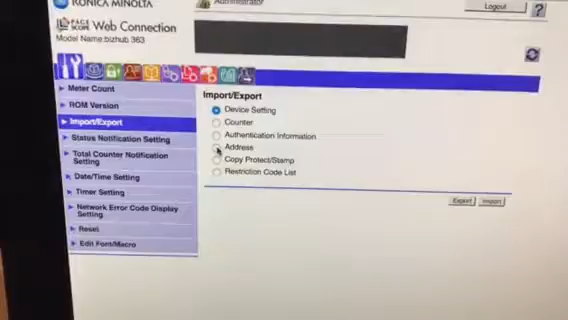 KONICA MINOLTA
Administrator
Logout
?
PAGE SCOPE Web Connection
Model Name:bizhub 363
Meter Count
ROM Version
Import/Export
Status Notification Setting
Total Counter Notification
Setting
Date/Time Setting
Timer Setting
Network Error Code Display
Setting
Reset
Edit Font/Macro
Import/Export
Device Setting
Counter
Authentication Information
Address
Copy Protect/Stamp
Restriction Code List
Export
Import